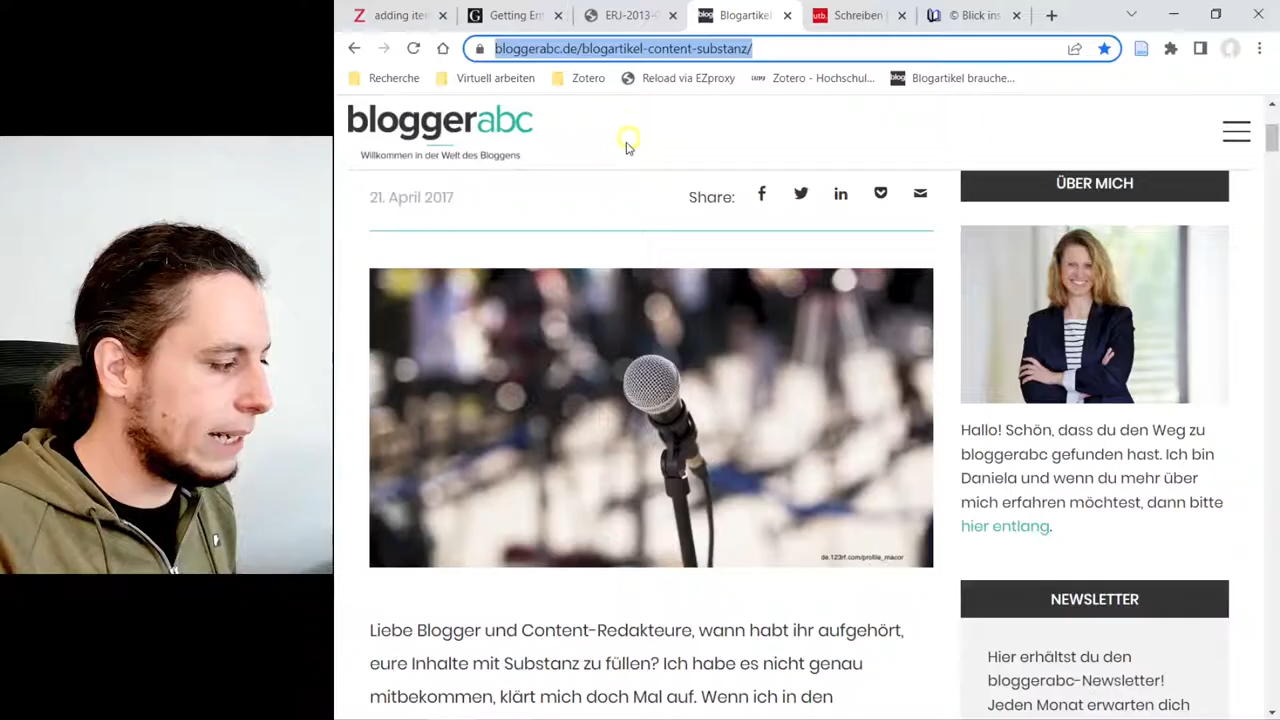 adding iter
Getting Em
ERJ-2013-
Blogartikel
Schreiben
© Blick ins
bloggerabc.de/blogartikel-content-substanz/
Recherche
Virtuell arbeiten
Zotero
Reload via EZproxy
Zotero - Hochschul...
Blogartikel brauche...
bloggerabc
Willkommen in der Welt des Bloggens
21. April 2017
Share:
de.123rf.com/profile_macor
Liebe Blogger und Content-Redakteure, wann habt ihr aufgehört,
eure Inhalte mit Substanz zu füllen? Ich habe es nicht genau
mitbekommen, klärt mich doch Mal auf. Wenn ich in den
ÜBER MICH
Hallo! Schön, dass du den Weg zu
bloggerabc gefunden hast. Ich bin
Daniela und wenn du mehr über
mich erfahren möchtest, dann bitte
hier entlang.
NEWSLETTER
Hier erhältst du den
bloggerabc-Newsletter!
Jeden Monat erwarten dich